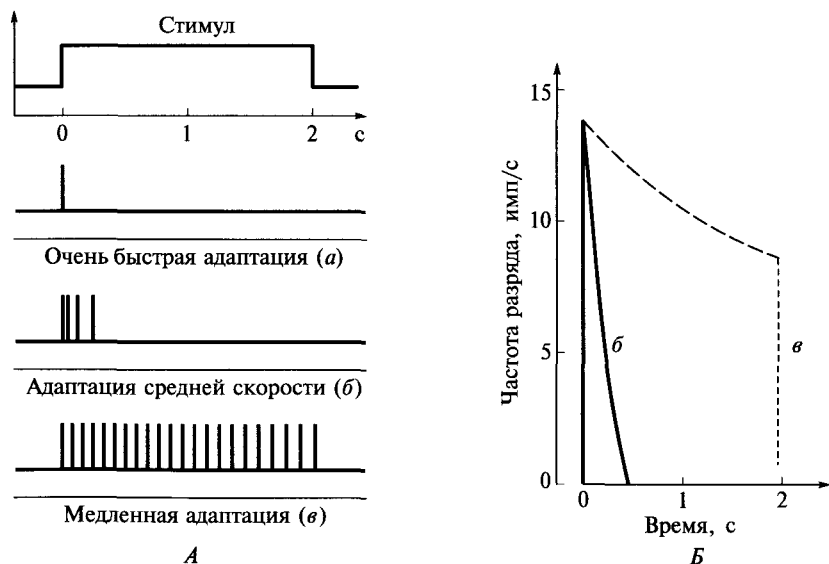 Стимул
0 1 2 с
Очень быстрая адаптация (а)
Адаптация средней скорости (б)
Медленная адаптация (в)
А
Частота разряда, имп/с
15
10
5
0
б
в
0 1 2
Время, с
Б